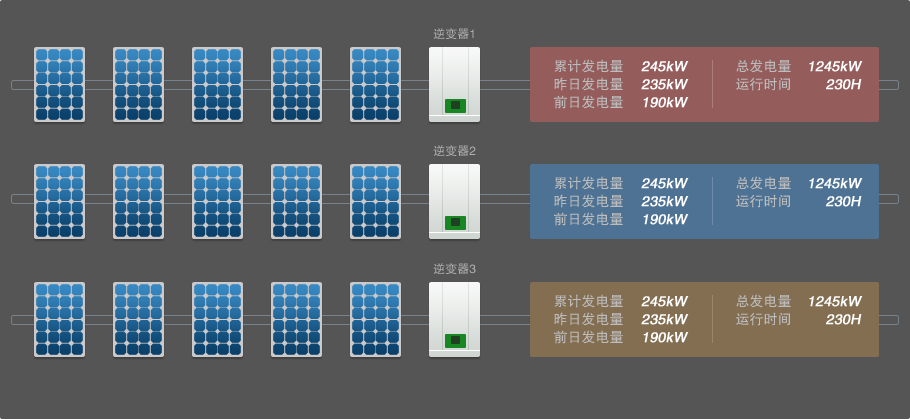 逆变器1
累计发电量 245kW 总发电量 1245kW
昨日发电量 235kW 运行时间 230H
前日发电量 190kW
逆变器2
累计发电量 245kW 总发电量 1245kW
昨日发电量 235kW 运行时间 230H
前日发电量 190kW
逆变器3
累计发电量 245kW 总发电量 1245kW
昨日发电量 235kW 运行时间 230H
前日发电量 190kW